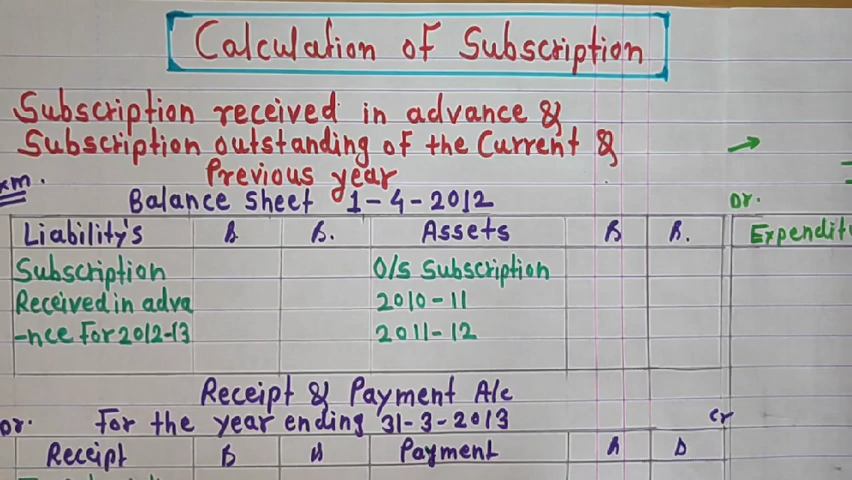 Calculation of Subscription
Subscription received in advance &
Subscription outstanding of the Current &
Previous year
Exm.
Balance Sheet 1-4-2012
Dr.
Liability's Assets Expenditu
Subscription O/s Subscription
Received in adva 2010-11
-nce For 2012-13 2011-12
Receipt & Payment A/c
Dr. For the year ending 31-3-2013 cr
Receipt Payment